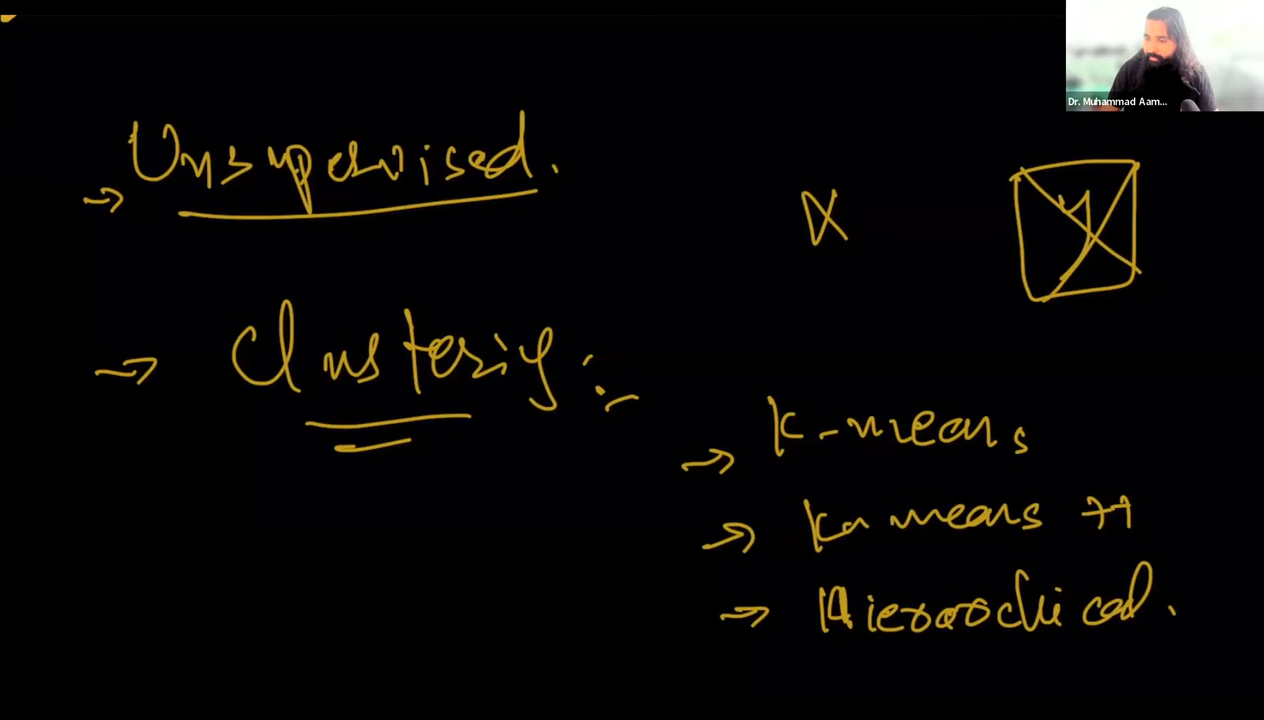 Dr. Muhammad Aam...
→ Unsupervised.
X
y
→ Clustering :-
→ K-means
→ K-means ++
→ Hierarchical.